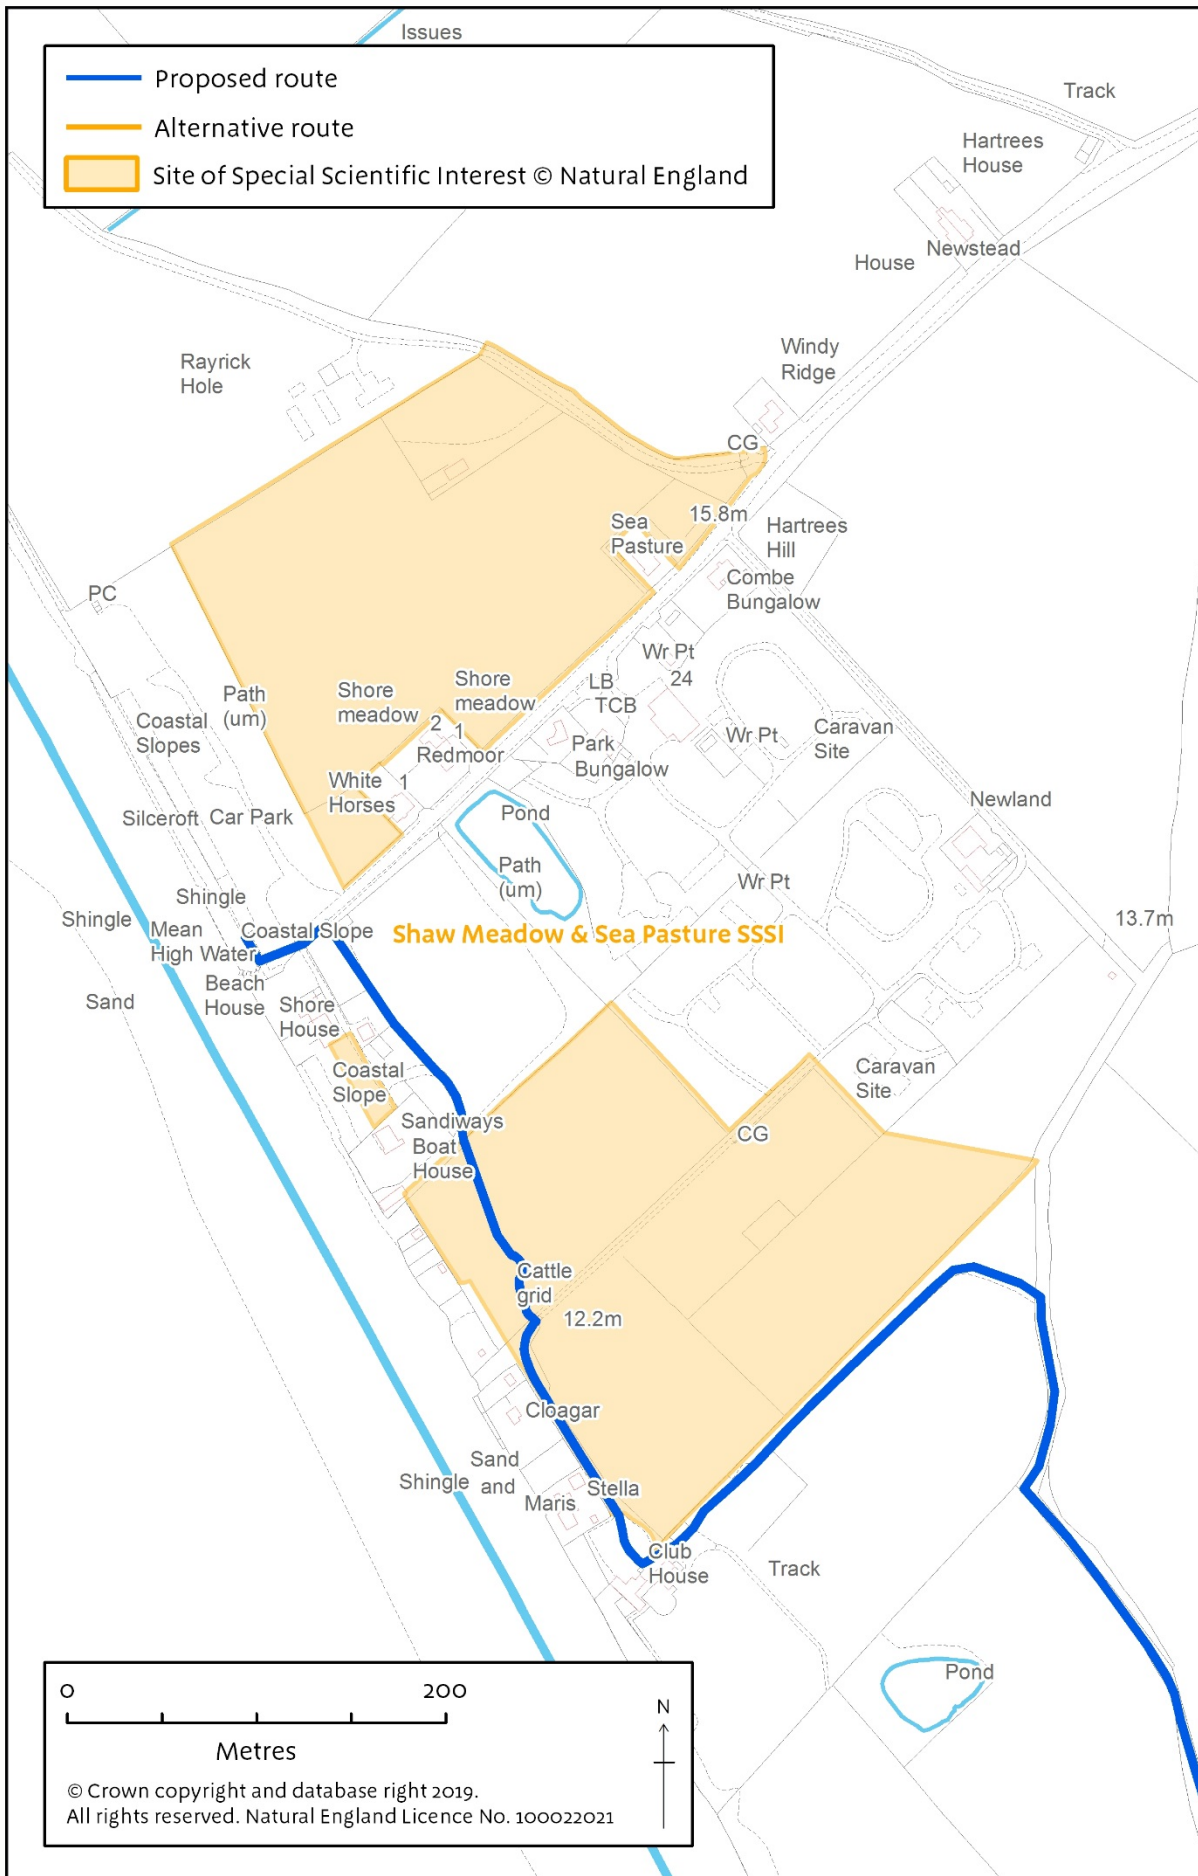 Issues
Proposed route
Alternative route
Site of Special Scientific Interest © Natural England
Track
Hartrees
House
Newstead
House
Windy
Ridge
Rayrick
Hole
CG
15.8m
Sea
Pasture
Hartrees
Hill
Combe
Bungalow
PC
Wr Pt
24
LB
TCB
Shore
meadow
Shore
meadow
2
1
Redmoor
Path
(um)
Coastal
Slopes
Wr Pt
Caravan
Site
Park
Bungalow
White
Horses
1
Newland
Silceroft
Car Park
Pond
Path
(um)
Wr Pt
Shingle
Shingle
Mean
High Water
Coastal Slope
Shaw Meadow & Sea Pasture SSSI
13.7m
Beach
House
Sand
Shore
House
Coastal
Slope
Caravan
Site
Sandiways
Boat
House
CG
Cattle
grid
12.2m
Cloagar
Sand
and
Shingle
Maris
Stella
Club
House
Track
Pond
0 200
Metres
N
© Crown copyright and database right 2019.
All rights reserved. Natural England Licence No. 100022021